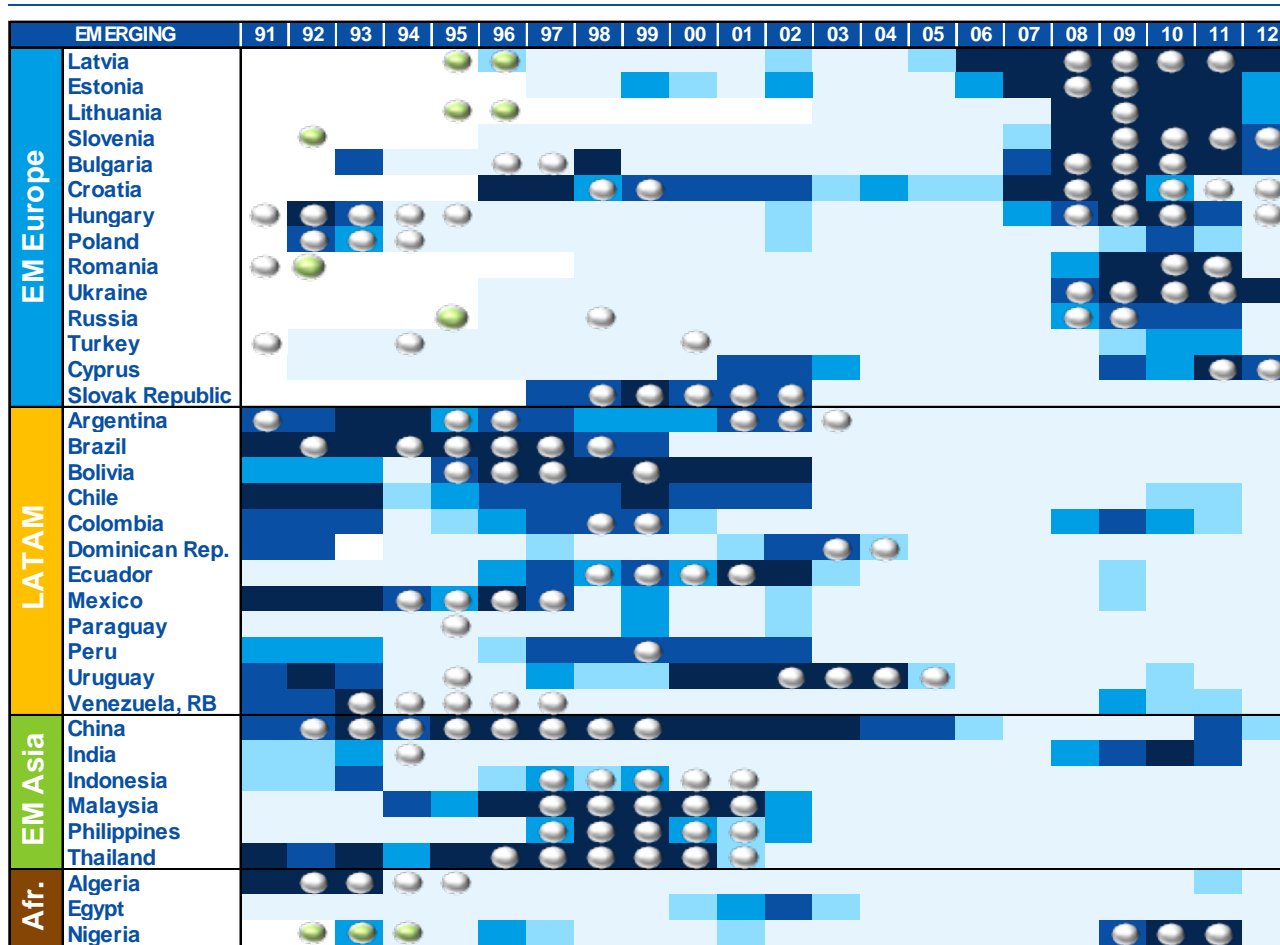 EMERGING 91 92 93 94 95 96 97 98 99 00 01 02 03 04 05 06 07 08 09 10 11 12
EM Europe
Latvia
Estonia
Lithuania
Slovenia
Bulgaria
Croatia
Hungary
Poland
Romania
Ukraine
Russia
Turkey
Cyprus
Slovak Republic
LATAM
Argentina
Brazil
Bolivia
Chile
Colombia
Dominican Rep.
Ecuador
Mexico
Paraguay
Peru
Uruguay
Venezuela, RB
EM Asia
China
India
Indonesia
Malaysia
Philippines
Thailand
Afr.
Algeria
Egypt
Nigeria